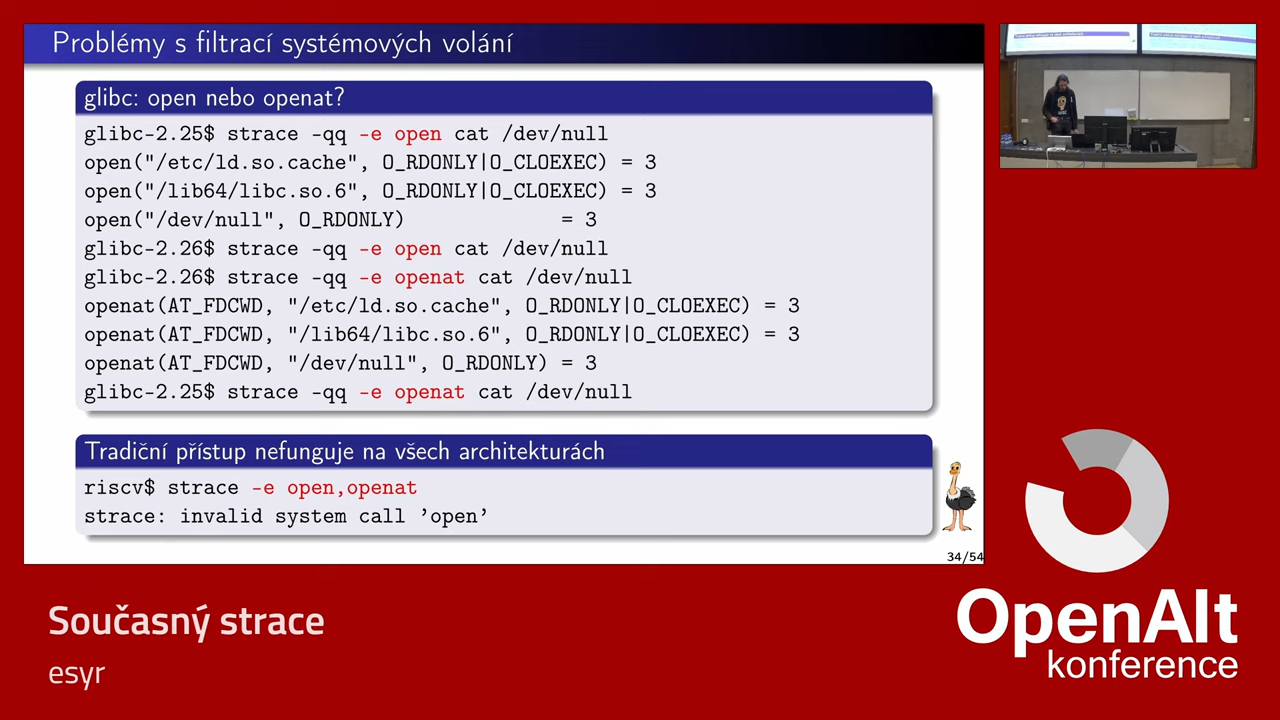 Problémy s filtrací systémových volání
glibc: open nebo openat?
glibc-2.25$ strace -qq -e open cat /dev/null
open("/etc/ld.so.cache", O_RDONLY|O_CLOEXEC) = 3
open("/lib64/libc.so.6", O_RDONLY|O_CLOEXEC) = 3
open("/dev/null", O_RDONLY) = 3
glibc-2.26$ strace -qq -e open cat /dev/null
glibc-2.26$ strace -qq -e openat cat /dev/null
openat(AT_FDCWD, "/etc/ld.so.cache", O_RDONLY|O_CLOEXEC) = 3
openat(AT_FDCWD, "/lib64/libc.so.6", O_RDONLY|O_CLOEXEC) = 3
openat(AT_FDCWD, "/dev/null", O_RDONLY) = 3
glibc-2.25$ strace -qq -e openat cat /dev/null
Tradiční přístup nefunguje na všech architekturách
riscv$ strace -e open,openat
strace: invalid system call ’open’
34/54
Současný strace
esyr
OpenAlt
konference